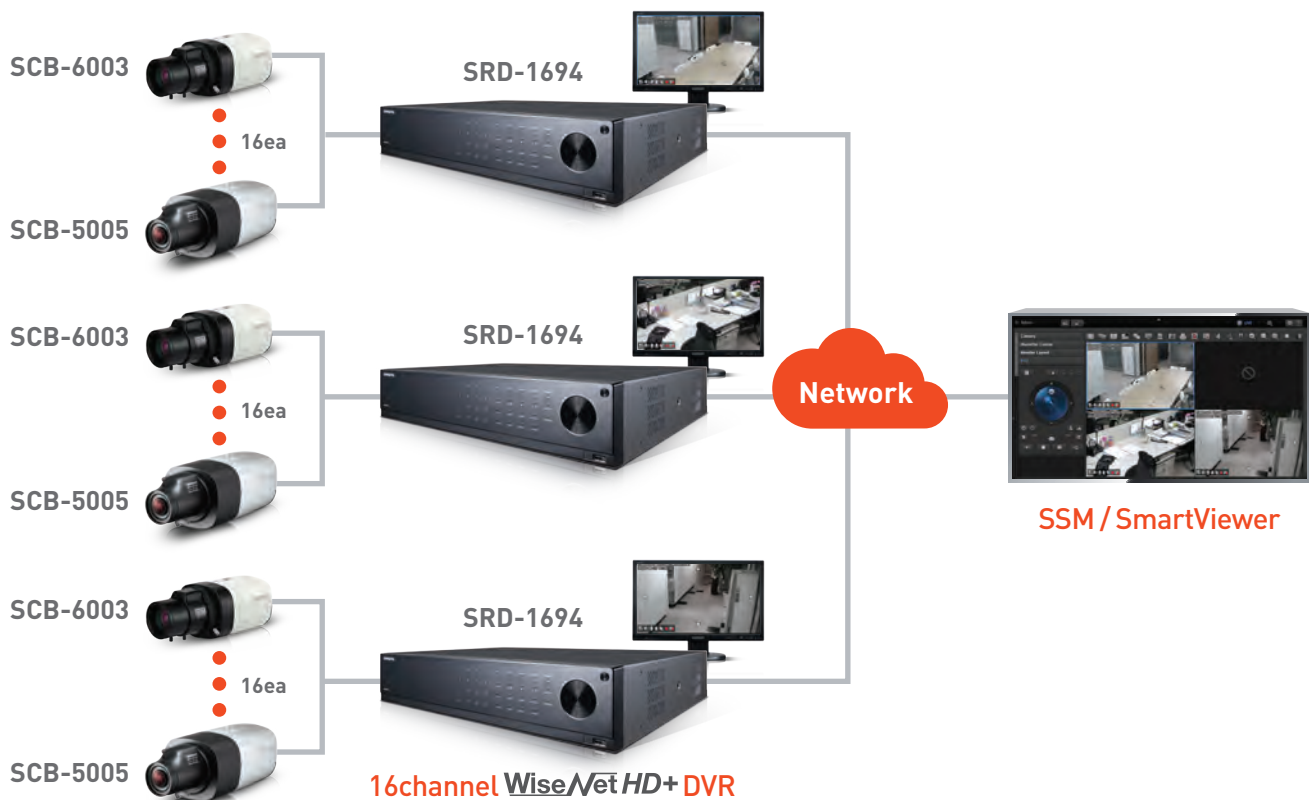 SCB-6003
16ea
SCB-5005
SRD-1694
SCB-6003
16ea
SCB-5005
SRD-1694
SCB-6003
16ea
SCB-5005
SRD-1694
16channel WiseNet HD+ DVR
Network
SSM / SmartViewer